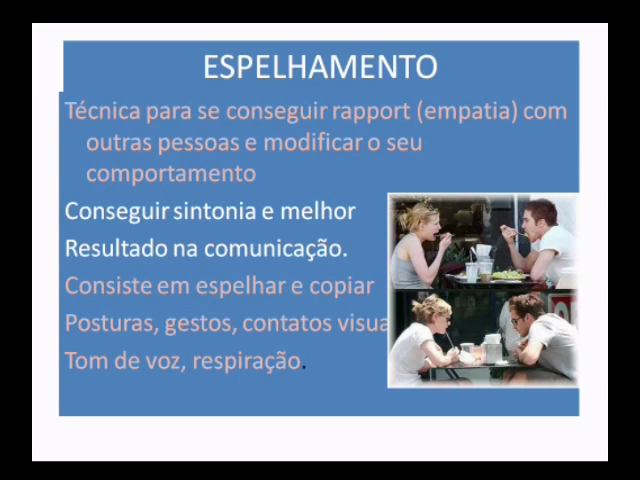 ESPELHAMENTO
Técnica para se conseguir rapport (empatia) com
outras pessoas e modificar o seu
comportamento
Conseguir sintonia e melhor
Resultado na comunicação.
Consiste em espelhar e copiar
Posturas, gestos, contatos visua
Tom de voz, respiração.